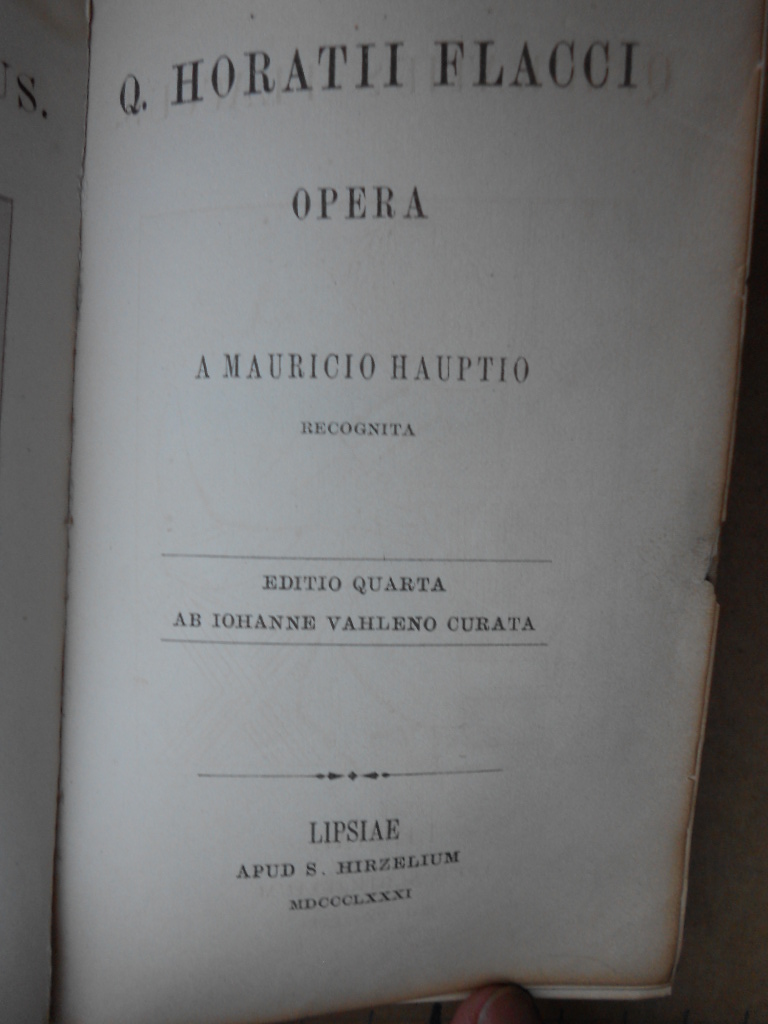 US.
Q. HORATII FLACCI
OPERA
A MAURICIO HAUPTIO
RECOGNITA
EDITIO QUARTA
AB IOHANNE VAHLENO CURATA
LIPSIAE
APUD S. HIRZELIUM
MDCCCLXXXI